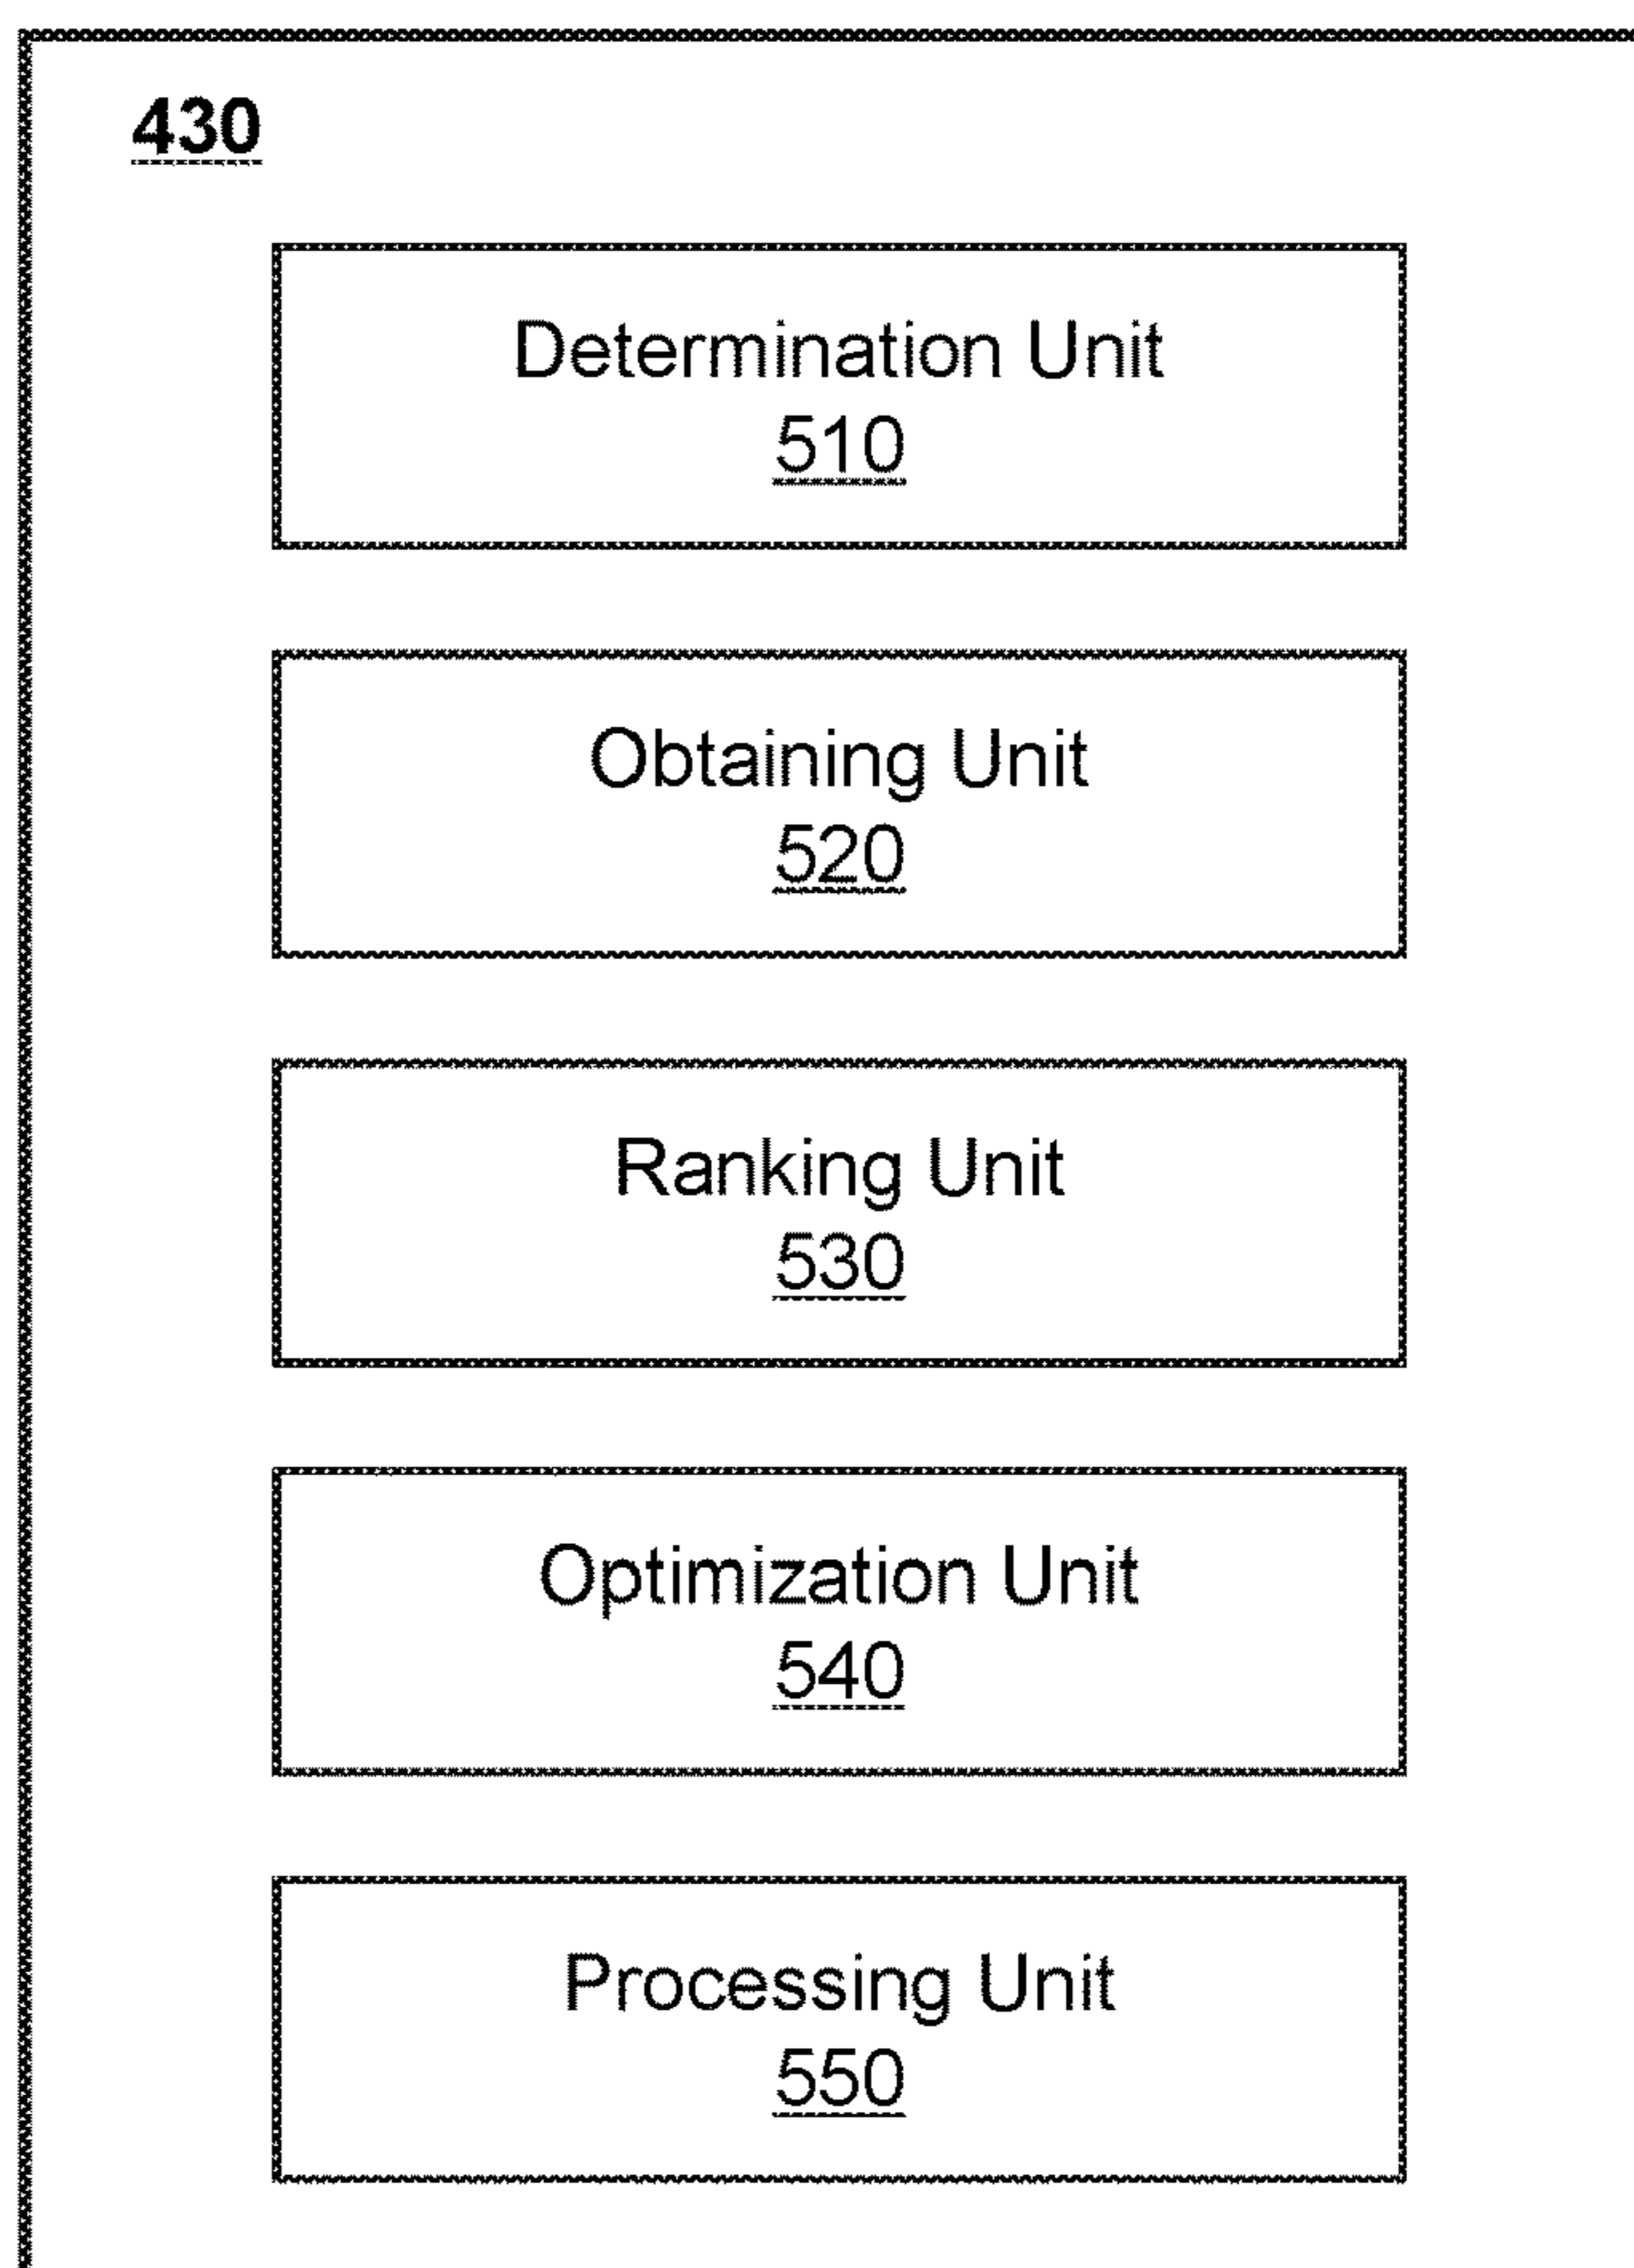 430
Determination Unit
510
Obtaining Unit
520
Ranking Unit
530
Optimization Unit
540
Processing Unit
550